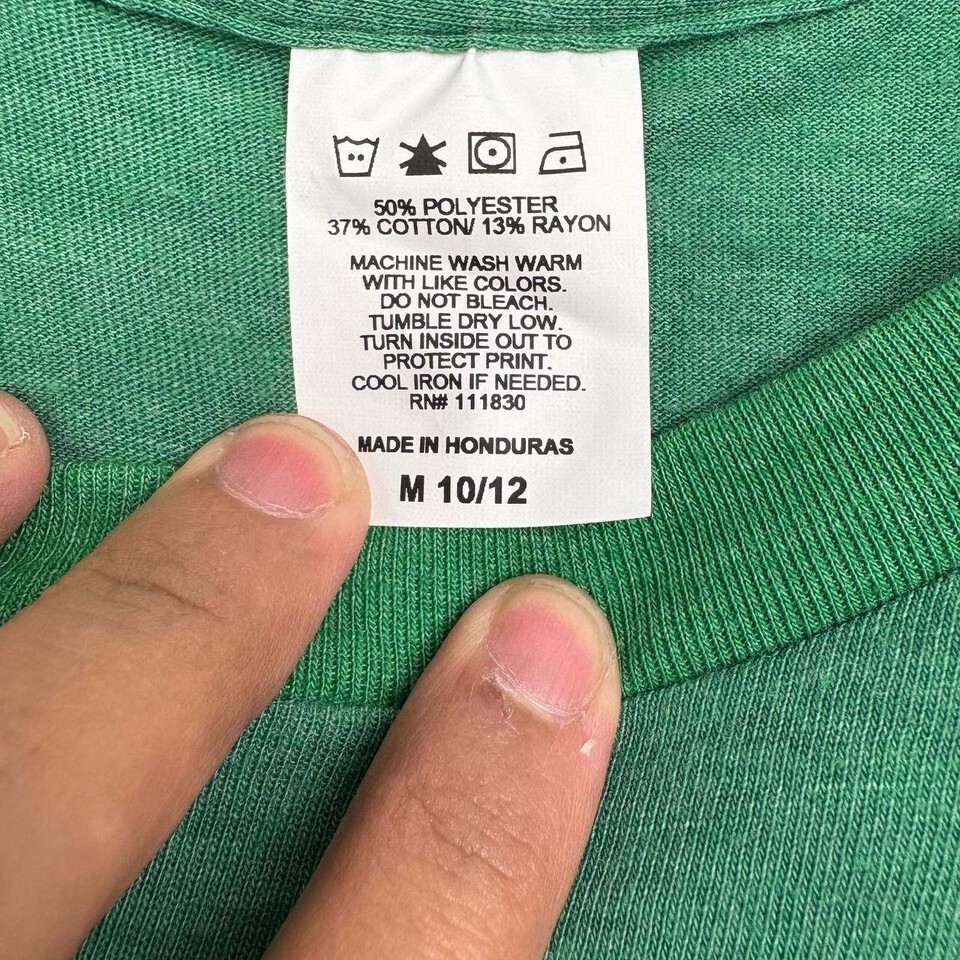 50% POLYESTER
37% COTTON/ 13% RAYON
MACHINE WASH WARM
WITH LIKE COLORS.
DO NOT BLEACH.
TUMBLE DRY LOW.
TURN INSIDE OUT TO
PROTECT PRINT.
COOL IRON IF NEEDED.
RN# 111830
MADE IN HONDURAS
M 10/12